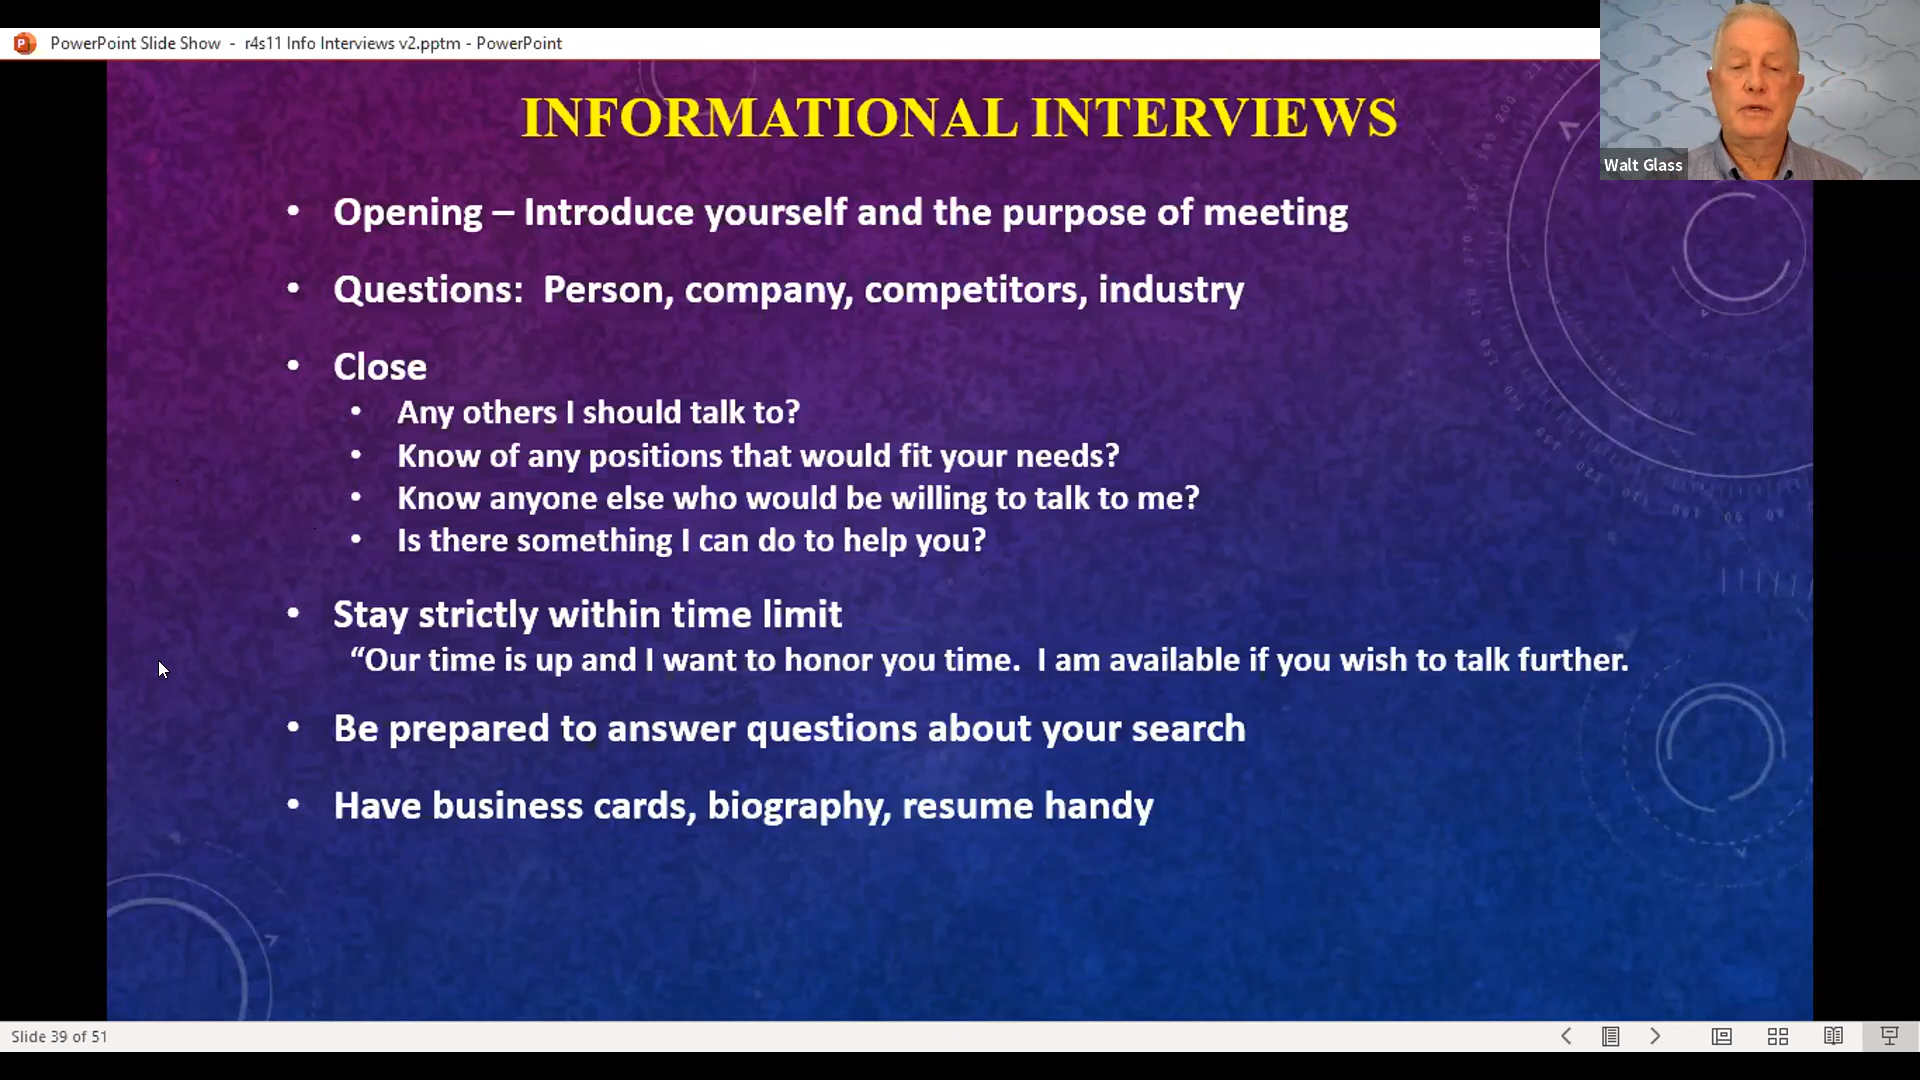 PowerPoint Slide Show - r4s11 Info Interviews v2.pptm - PowerPoint
Walt Glass
INFORMATIONAL INTERVIEWS
• Opening – Introduce yourself and the purpose of meeting
• Questions:  Person, company, competitors, industry
• Close
• Any others I should talk to?
• Know of any positions that would fit your needs?
• Know anyone else who would be willing to talk to me?
• Is there something I can do to help you?
• Stay strictly within time limit
“Our time is up and I want to honor you time.  I am available if you wish to talk further.
• Be prepared to answer questions about your search
• Have business cards, biography, resume handy
Slide 39 of 51